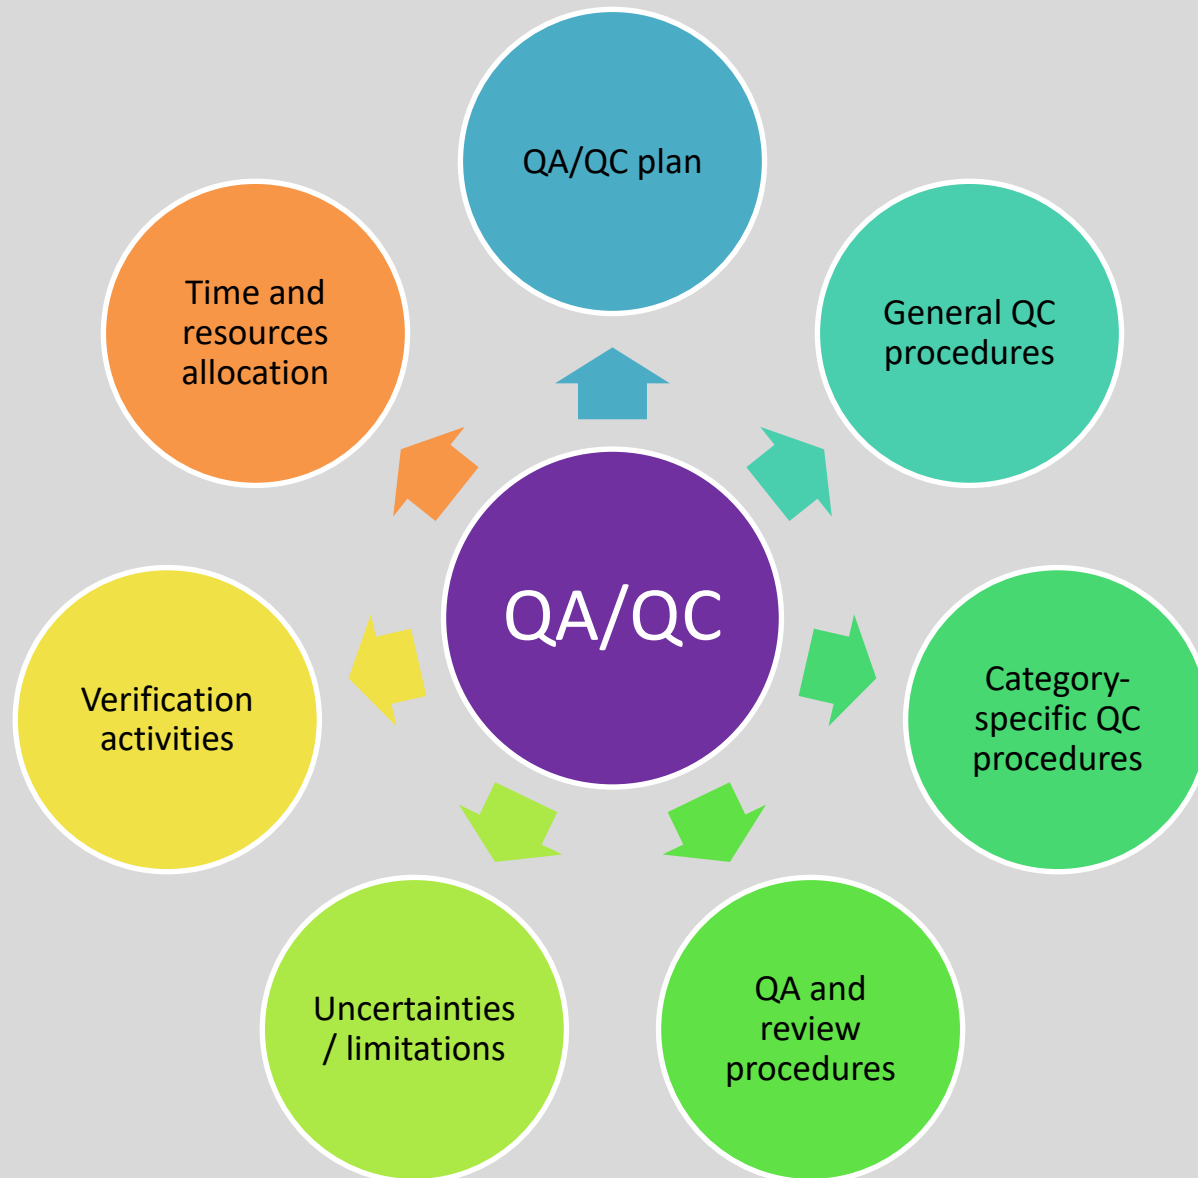 QA/QC plan
General QC
procedures
Category-
specific QC
procedures
QA and
review
procedures
Uncertainties
/ limitations
Verification
activities
Time and
resources
allocation
QA/QC